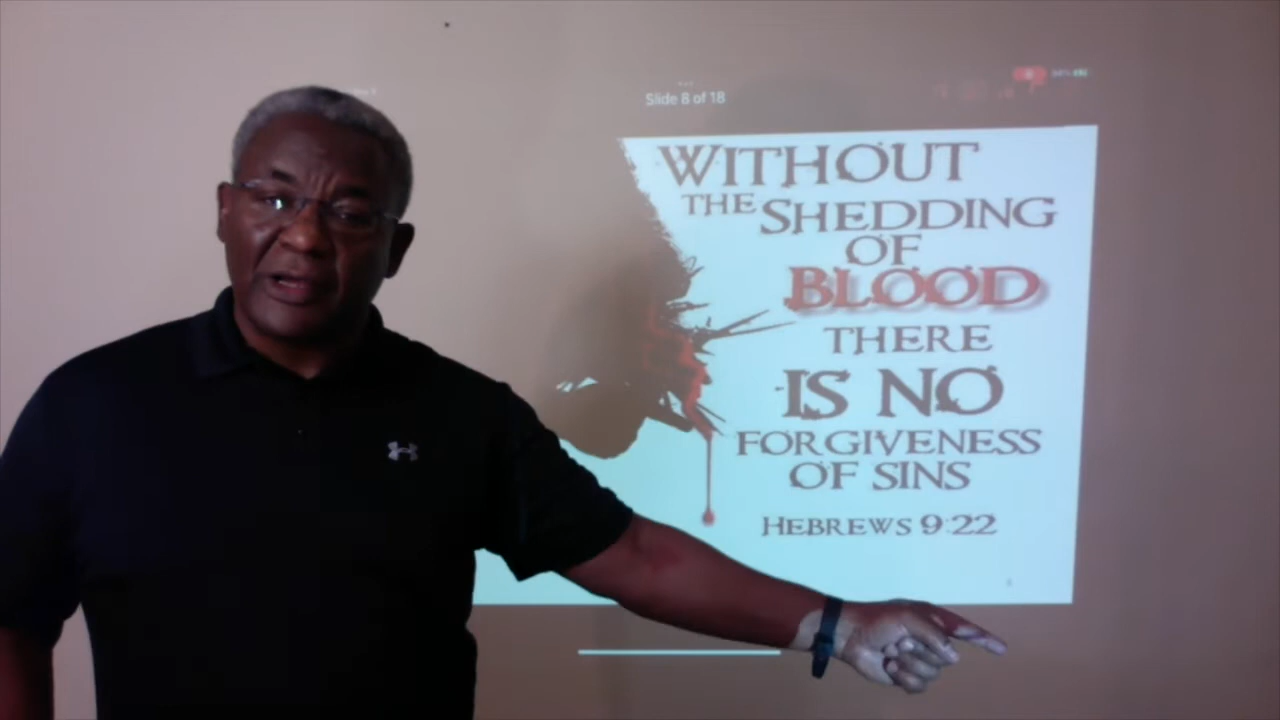 Slide 8 of 18
WITHOUT
THE SHEDDING
OF
BLOOD
THERE
IS NO
FORGIVENESS
OF SINS
HEBREWS 9:22